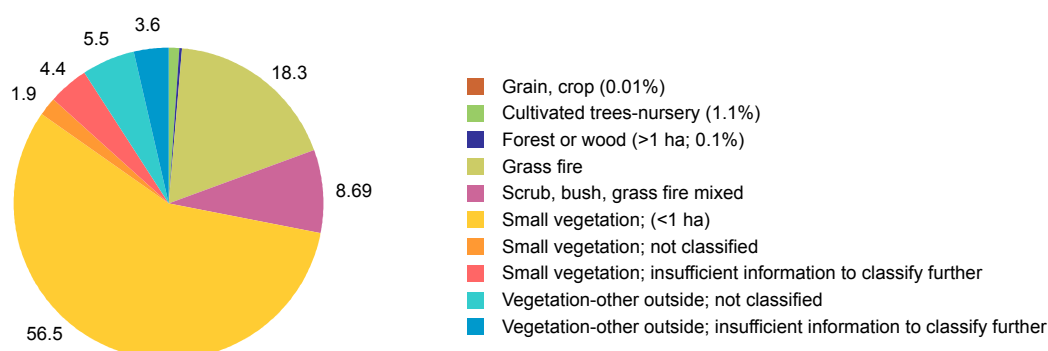 3.6
5.5
4.4
1.9
18.3
8.69
56.5
Grain, crop (0.01%)
Cultivated trees-nursery (1.1%)
Forest or wood (>1 ha; 0.1%)
Grass fire
Scrub, bush, grass fire mixed
Small vegetation; (<1 ha)
Small vegetation; not classified
Small vegetation; insufficient information to classify further
Vegetation-other outside; not classified
Vegetation-other outside; insufficient information to classify further